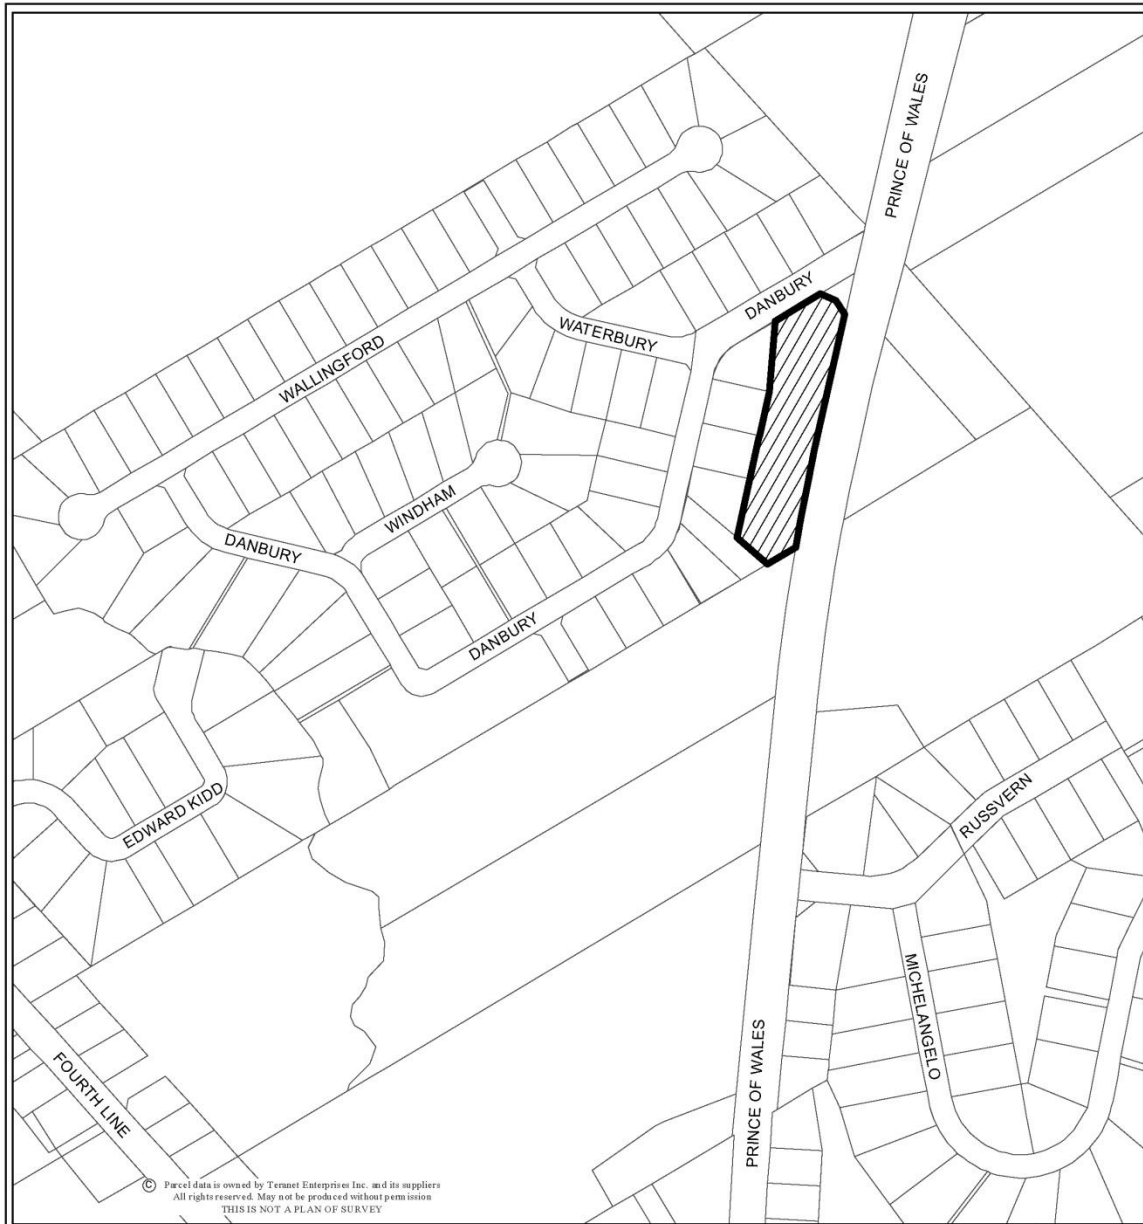 PRINCE OF WALES
DANBURY
WATERBURY
WALLINGFORD
WINDHAM
DANBURY
DANBURY
EDWARD KIDD
RUSSVERN
MICHELANGELO
FOURTH LINE
PRINCE OF WALES
© Parcel data is owned by Teranet Enterprises Inc. and its suppliers
All rights reserved. May not be produced without permission
THIS IS NOT A PLAN OF SURVEY